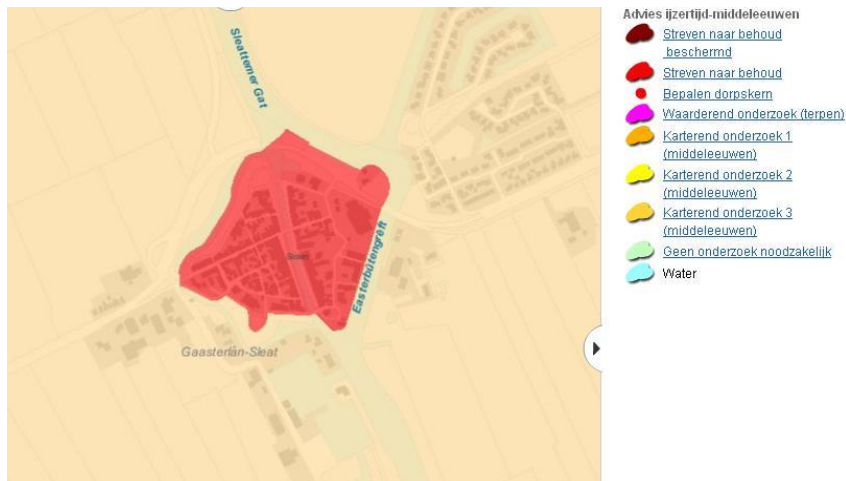 Sleattemer Gat
Easterbûtengrêft
Sloten
Gaasterlân-Sleat
Advies ijzertijd-middeleeuwen
Streven naar behoud
beschermd
Streven naar behoud
Bepalen dorpskern
Waarderend onderzoek (terpen)
Karterend onderzoek 1
(middeleeuwen)
Karterend onderzoek 2
(middeleeuwen)
Karterend onderzoek 3
(middeleeuwen)
Geen onderzoek noodzakelijk
Water